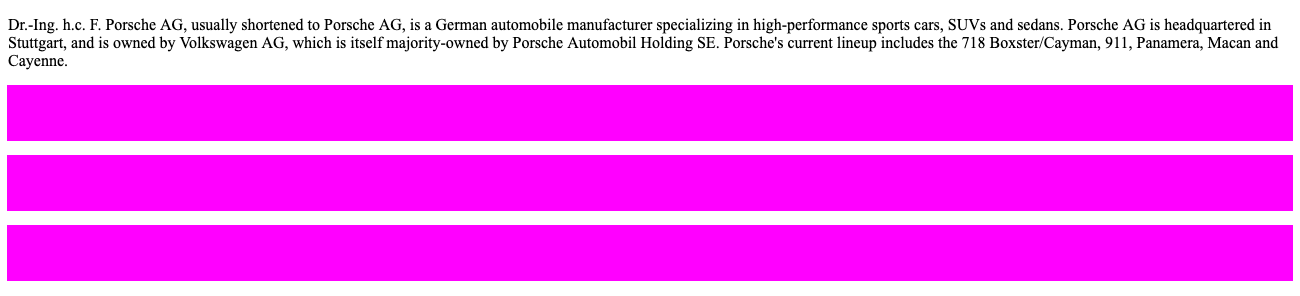 Dr.-Ing. h.c. F. Porsche AG, usually shortened to Porsche AG, is a German automobile manufacturer specializing in high-performance sports cars, SUVs and sedans. Porsche AG is headquartered in
Stuttgart, and is owned by Volkswagen AG, which is itself majority-owned by Porsche Automobil Holding SE. Porsche's current lineup includes the 718 Boxster/Cayman, 911, Panamera, Macan and
Cayenne.